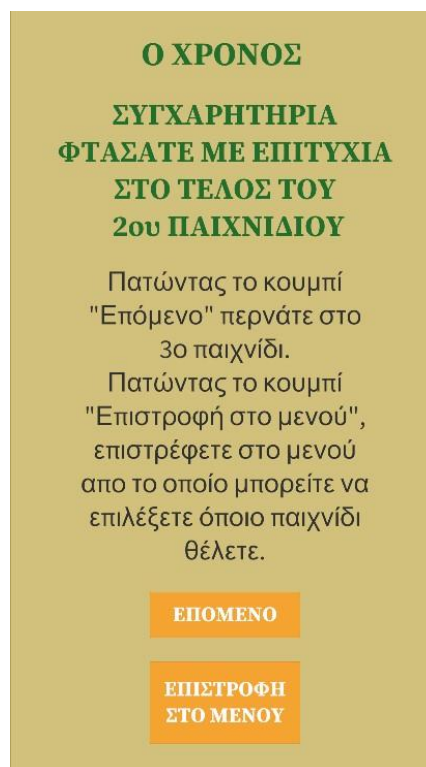 Ο ΧΡΟΝΟΣ
ΣΥΓΧΑΡΗΤΗΡΙΑ
ΦΤΑΣΑΤΕ ΜΕ ΕΠΙΤΥΧΙΑ
ΣΤΟ ΤΕΛΟΣ ΤΟΥ
2ου ΠΑΙΧΝΙΔΙΟΥ
Πατώντας το κουμπί
"Επόμενο" περνάτε στο
3ο παιχνίδι.
Πατώντας το κουμπί
"Επιστροφή στο μενού",
επιστρέφετε στο μενού
απο το οποίο μπορείτε να
επιλέξετε όποιο παιχνίδι
θέλετε.
ΕΠΟΜΕΝΟ
ΕΠΙΣΤΡΟΦΗ
ΣΤΟ ΜΕΝΟΥ